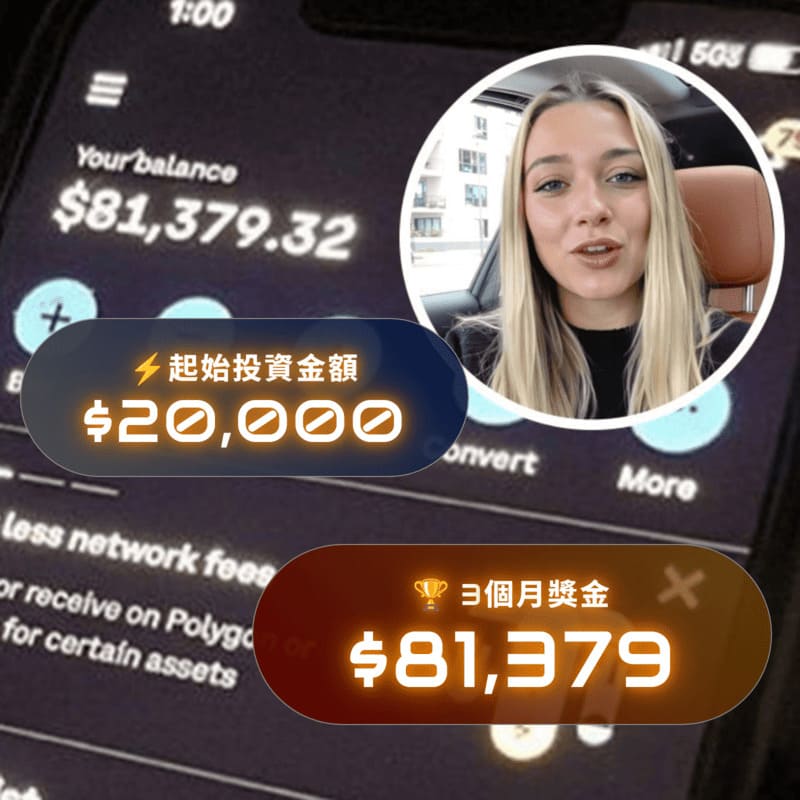 1:00
5G
Your balance
$81,379.32
⚡起始投資金額
$20,000
onvert
More
less network fees
or receive on Polygon or
for certain assets
🏆 3個月獎金
$81,379